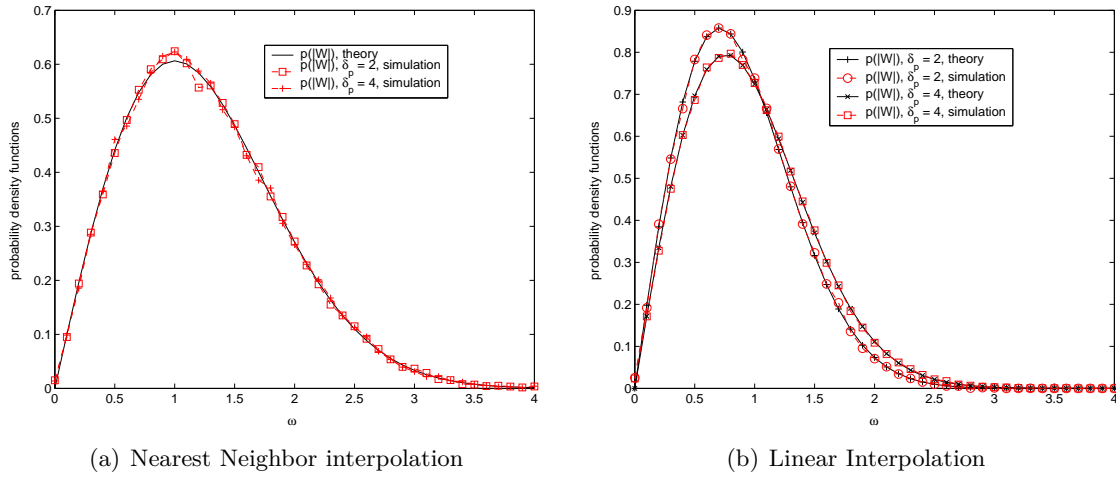 0.7
0.6
0.5
0.4
0.3
0.2
0.1
0
probability density functions
p(|W|), theory
p(|W|), δp = 2, simulation
p(|W|), δp = 4, simulation
0 0.5 1 1.5 2 2.5 3 3.5 4
ω
(a) Nearest Neighbor interpolation
0.9
0.8
0.7
0.6
0.5
0.4
0.3
0.2
0.1
0
probability density functions
p(|W|), δp = 2, theory
p(|W|), δp = 2, simulation
p(|W|), δp = 4, theory
p(|W|), δp = 4, simulation
0 0.5 1 1.5 2 2.5 3 3.5 4
ω
(b) Linear Interpolation